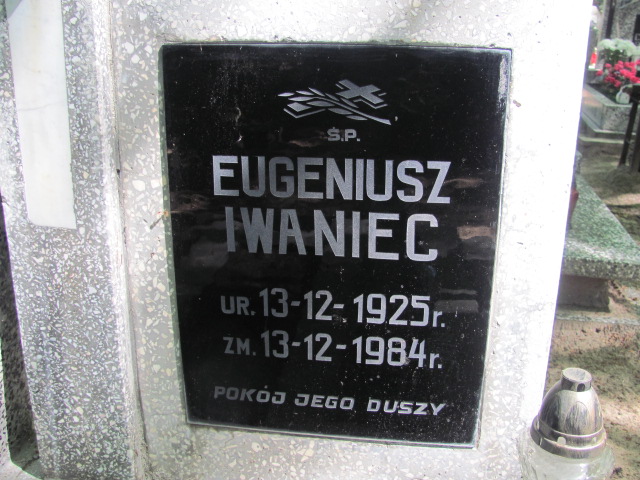 Ś.P.
EUGENIUSZ
IWANIEC
UR. 13-12-1925r.
ZM. 13-12-1984r.
POKÓJ JEGO DUSZY